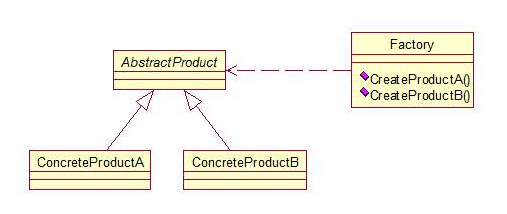 Factory
AbstractProduct
CreateProductA()
CreateProductB()
ConcreteProductA
ConcreteProductB